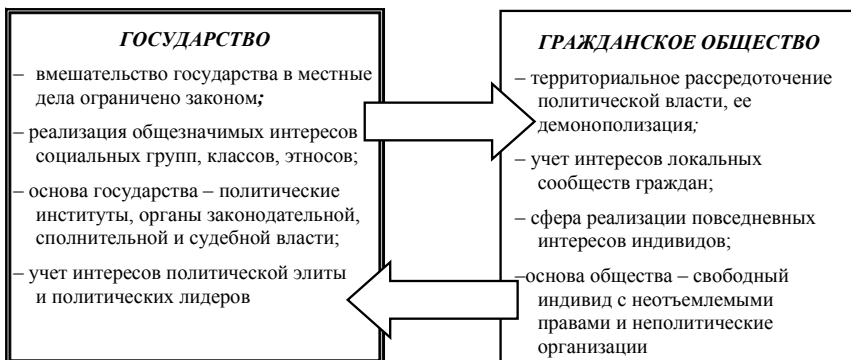 ГОСУДАРСТВО
– вмешательство государства в местные
дела ограничено законом;
– реализация общезначимых интересов
социальных групп, классов, этносов;
– основа государства – политические
институты, органы законодательной,
сполнительной и судебной власти;
– учет интересов политической элиты
и политических лидеров
ГРАЖДАНСКОЕ ОБЩЕСТВО
– территориальное рассредоточение
политической власти, ее
демонополизация;
– учет интересов локальных
сообществ граждан;
– сфера реализации повседневных
интересов индивидов;
–основа общества – свободный
индивид с неотъемлемыми
правами и неполитические
организации